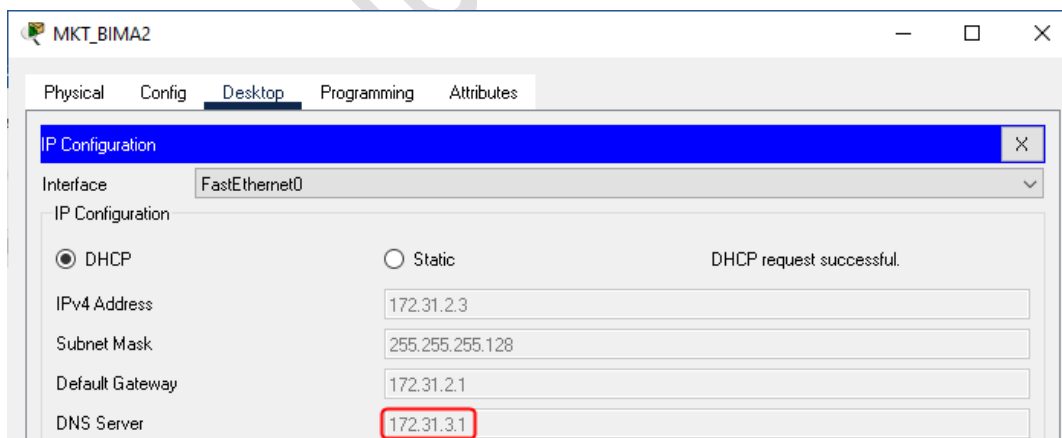 MKT_BIMA2
Physical Config Desktop Programming Attributes
IP Configuration X
Interface FastEthernet0
IP Configuration
DHCP Static DHCP request successful.
IPv4 Address 172.31.2.3
Subnet Mask 255.255.255.128
Default Gateway 172.31.2.1
DNS Server 172.31.3.1